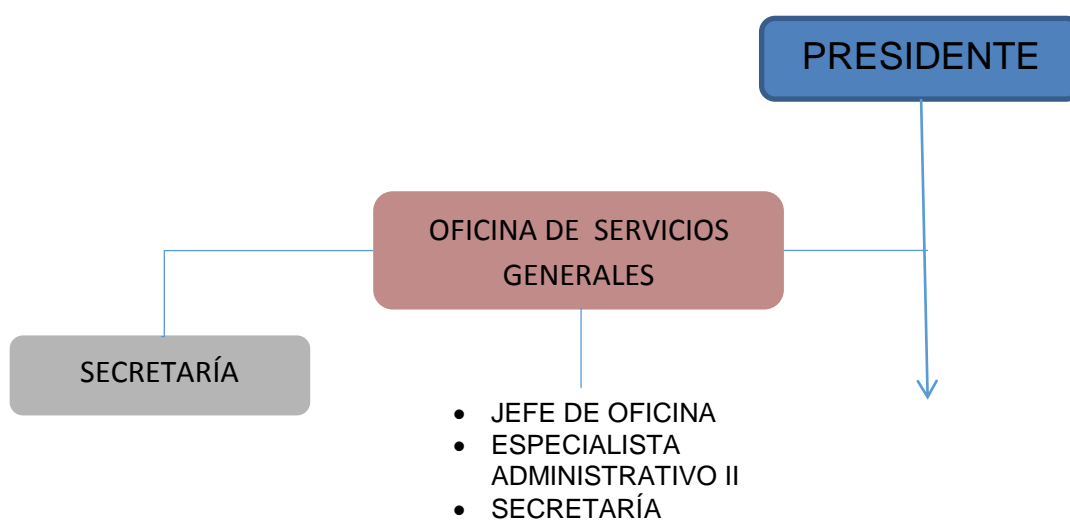 PRESIDENTE
OFICINA DE SERVICIOS
GENERALES
SECRETARÍA
• JEFE DE OFICINA
• ESPECIALISTA
ADMINISTRATIVO II
• SECRETARÍA